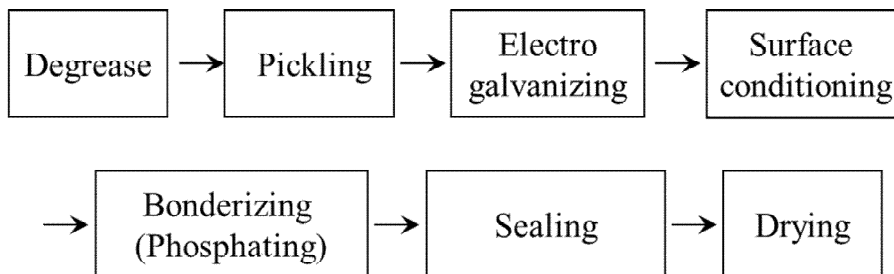 Degrease
Pickling
Electro
galvanizing
Surface
conditioning
Bonderizing
(Phosphating)
Sealing
Drying